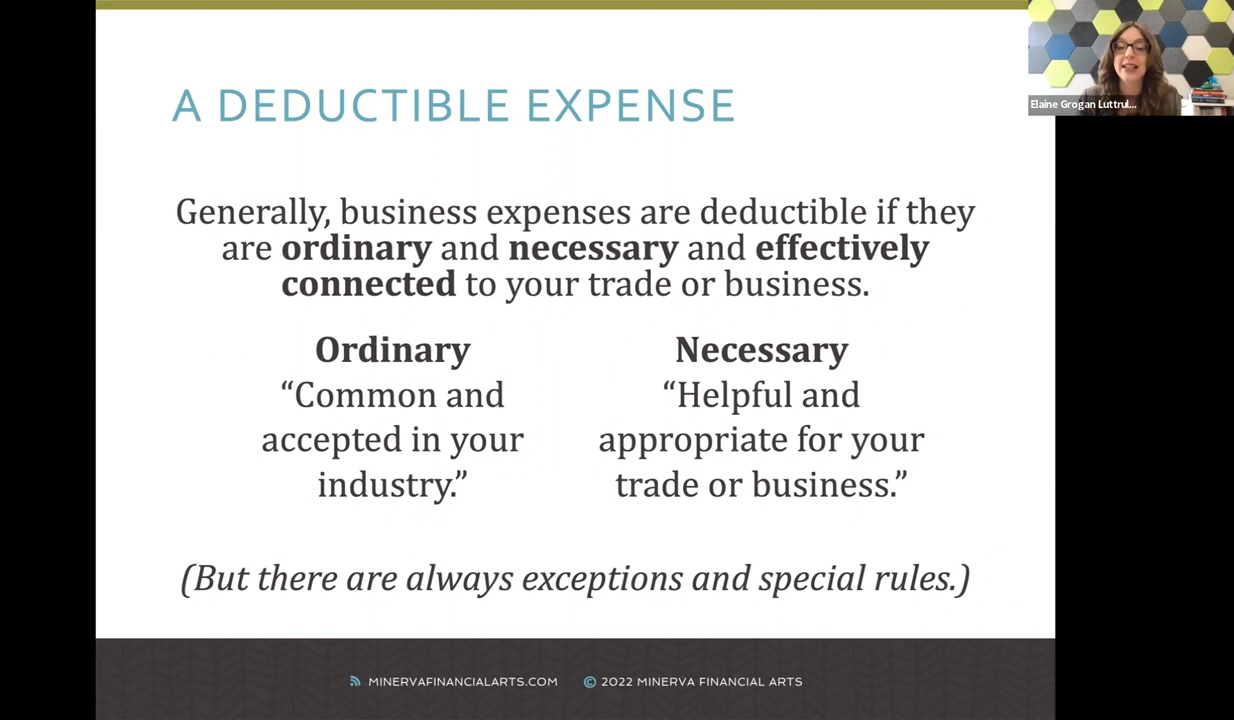 A DEDUCTIBLE EXPENSE
Elaine Grogan Luttrul...
Generally, business expenses are deductible if they
are ordinary and necessary and effectively
connected to your trade or business.
Ordinary
“Common and
accepted in your
industry.”
Necessary
“Helpful and
appropriate for your
trade or business.”
(But there are always exceptions and special rules.)
MINERVAFINANCIALARTS.COM
© 2022 MINERVA FINANCIAL ARTS